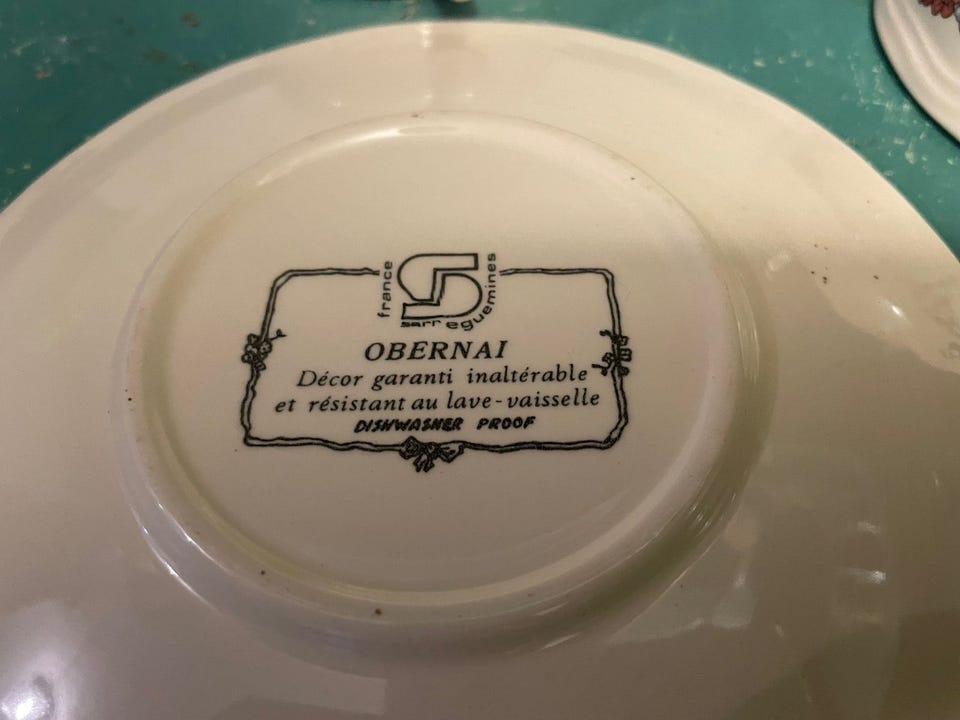 france
sarreguemines
OBERNAI
Décor garanti inaltérable
et résistant au lave-vaisselle
DISHWASHER PROOF